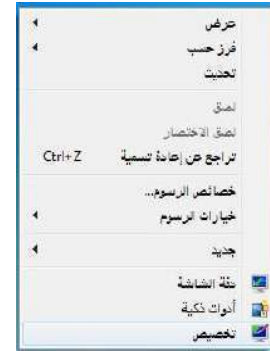 عرض
فرز حسب
تحديث
لصق
لصق الاختصار
تراجع عن إعادة تسمية Ctrl+Z
خصائص الرسوم...
خيارات الرسوم
جديد
دقة الشاشة
أدوات ذكية
تخصيص